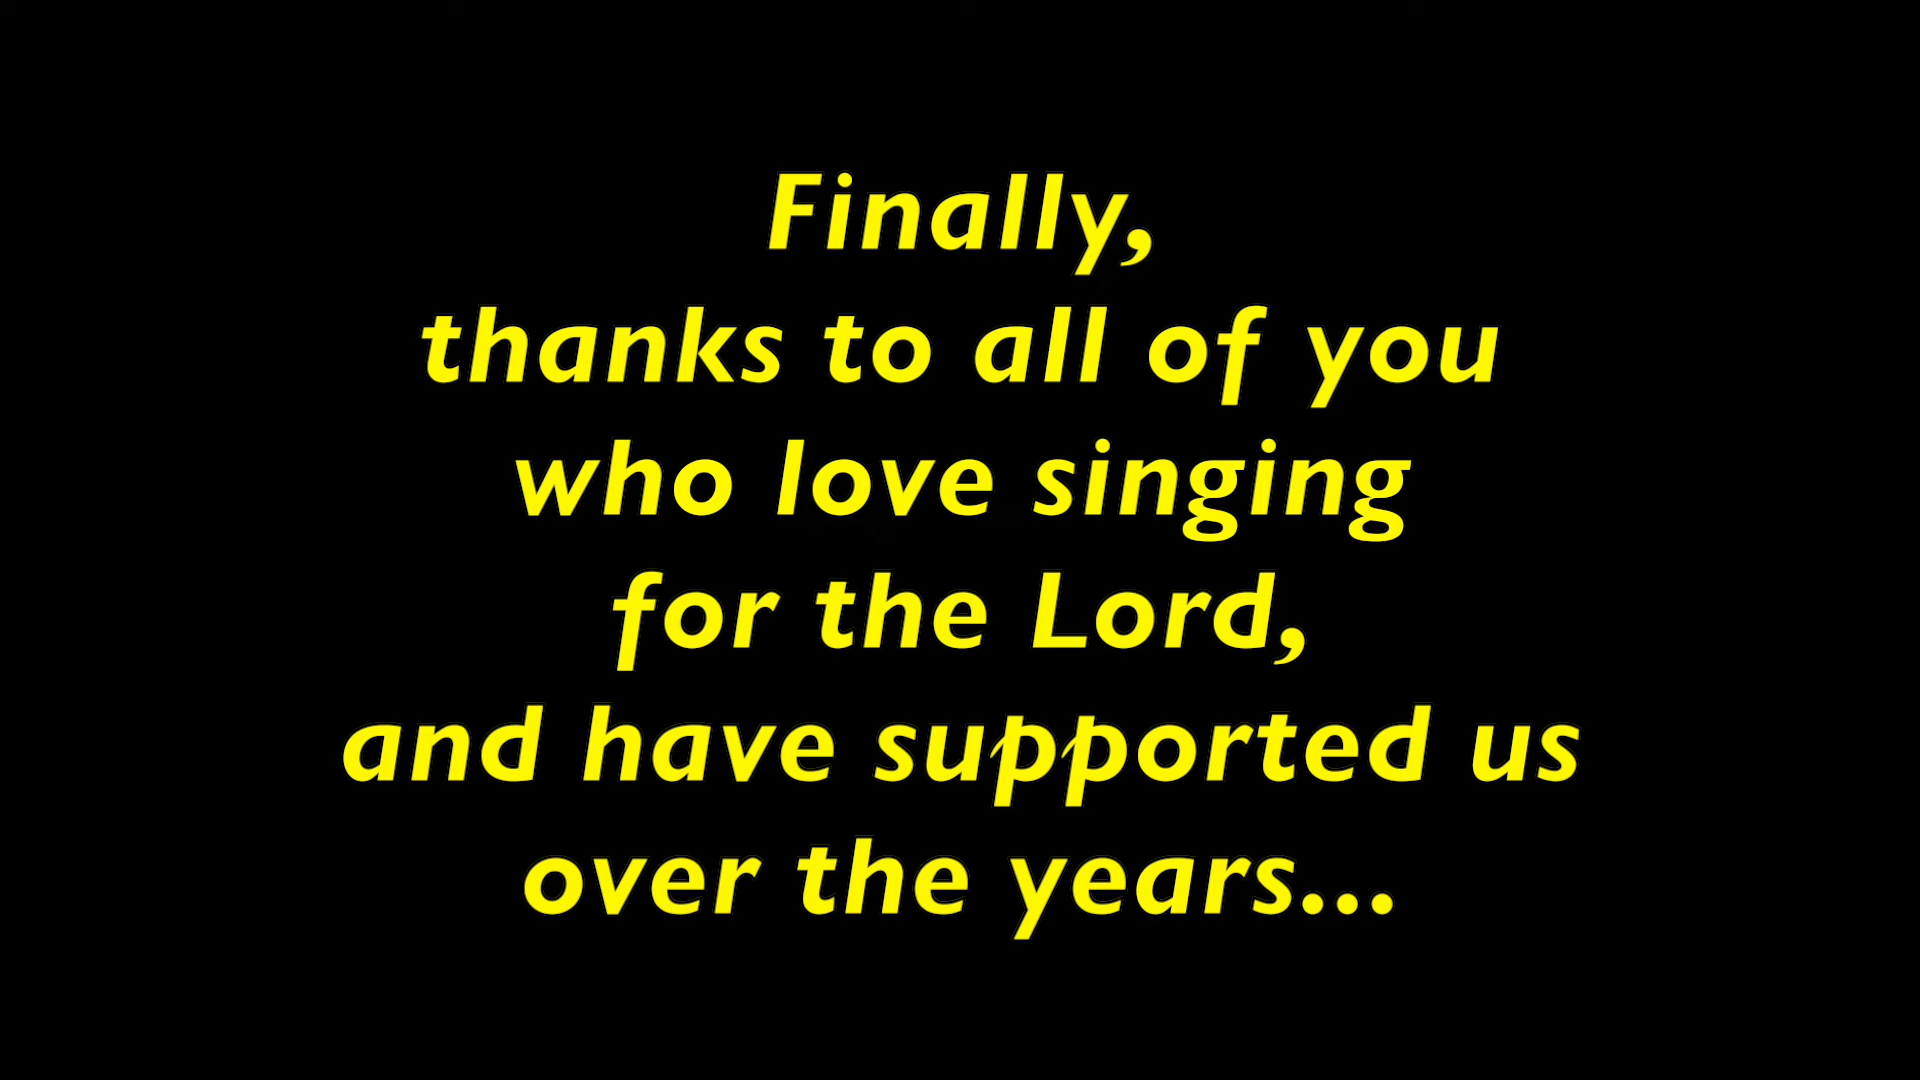 Finally,
thanks to all of you
who love singing
for the Lord,
and have supported us
over the years...